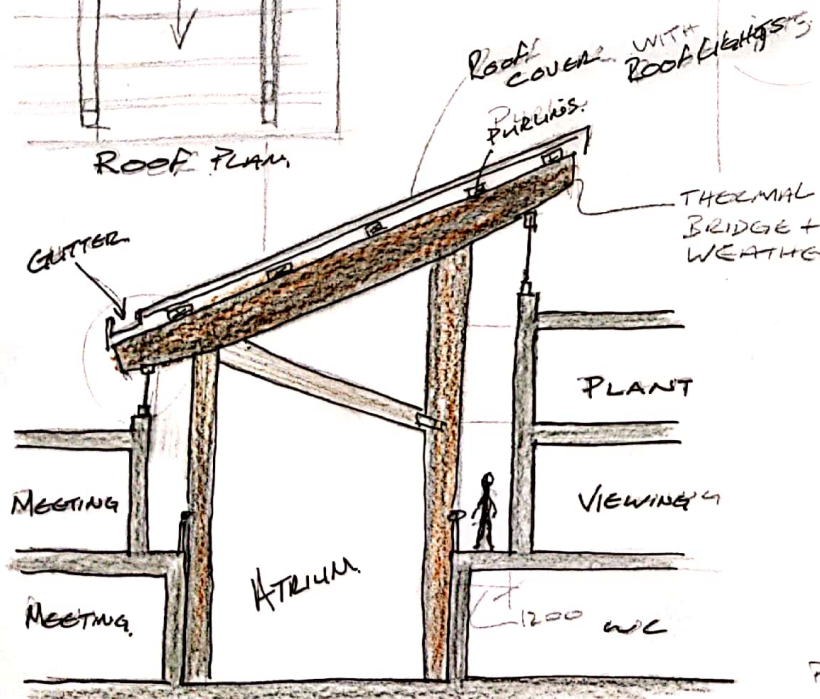 ROOF PLAN.
ROOF
COVER WITH
ROOFLIGHTS
PURLINS.
THERMAL
BRIDGE +
WEATHE
GUTTER
PLANT
MEETING
VIEWING
MEETING.
ATRIUM.
1200
WC